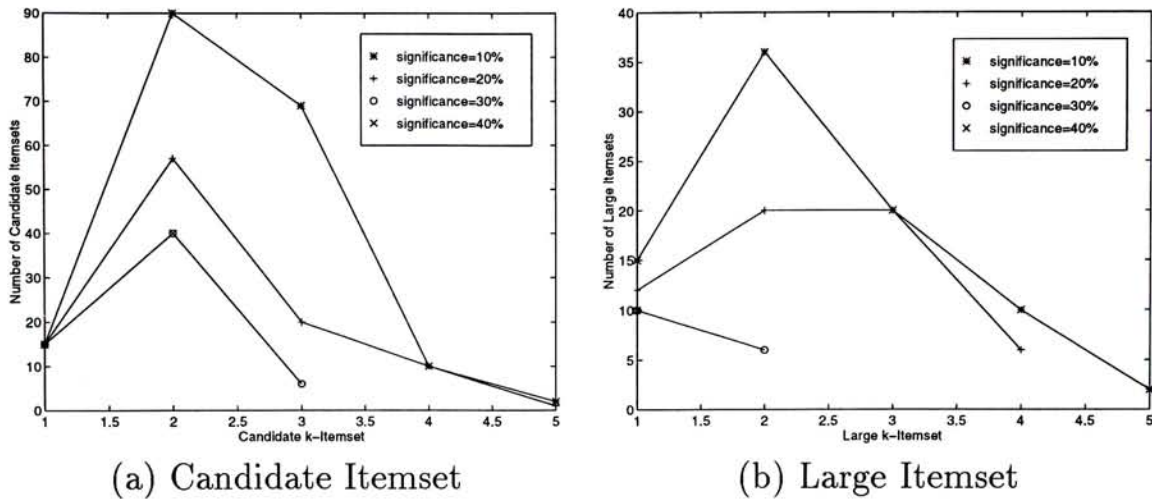 90
80
70
60
50
40
30
20
10
0
Number of Candidate Itemsets
significance=10%
significance=20%
significance=30%
significance=40%
1 1.5 2 2.5 3 3.5 4 4.5 5
Candidate k-Itemset
(a) Candidate Itemset
40
35
30
25
20
15
10
5
0
Number of Large Itemsets
significance=10%
significance=20%
significance=30%
significance=40%
1 1.5 2 2.5 3 3.5 4 4.5 5
Large k-Itemset
(b) Large Itemset